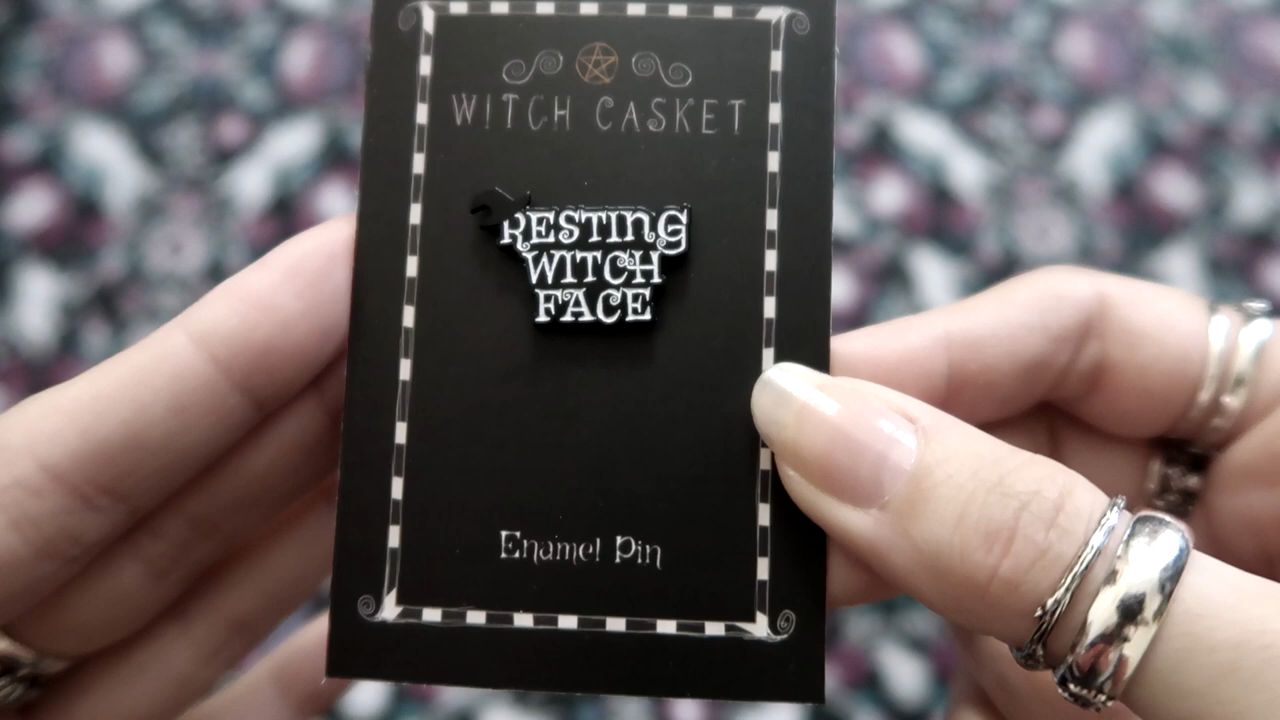 WITCH CASKET
RESTING
WITCH
FACE
Enamel Pin